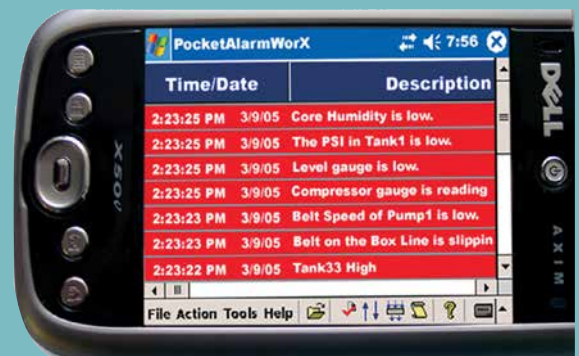 PocketAlarmWorX 7:56
Time/Date Description
2:23:25 PM 3/9/05 Core Humidity is low.
2:23:25 PM 3/9/05 The PSI in Tank1 is low.
2:23:25 PM 3/9/05 Level gauge is low.
2:23:25 PM 3/9/05 Compressor gauge is reading
2:23:23 PM 3/9/05 Belt Speed of Pump1 is low.
2:23:23 PM 3/9/05 Belt on the Box Line is slippin
2:23:22 PM 3/9/05 Tank33 High
File Action Tools Help
X50v
DELL
AXIM